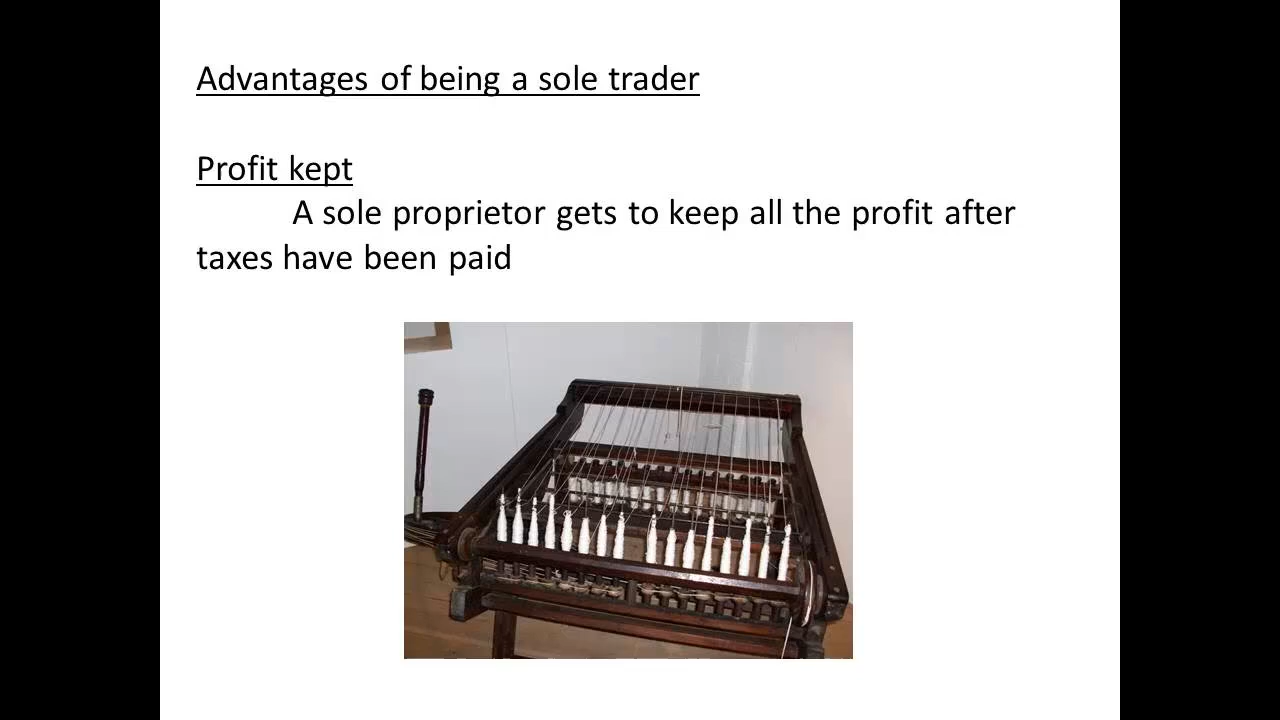 Advantages of being a sole trader
Profit kept
A sole proprietor gets to keep all the profit after
taxes have been paid